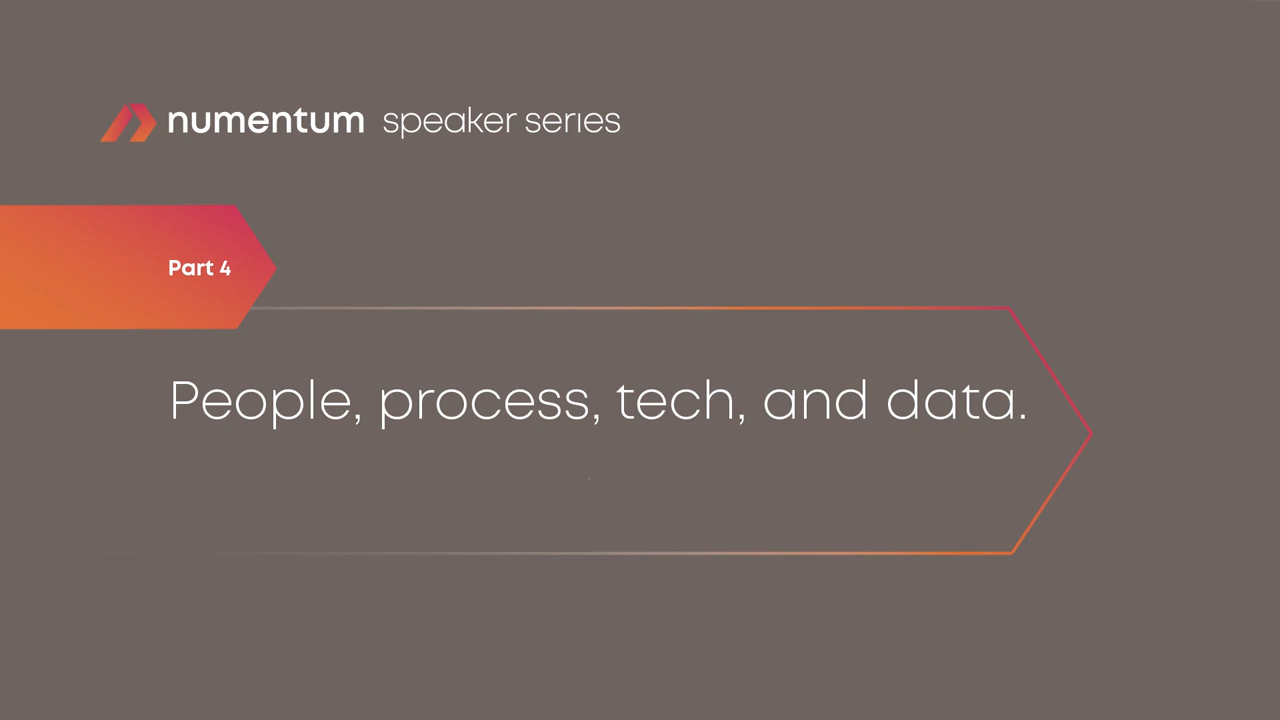 numentum speaker series
Part 4
People, process, tech, and data.